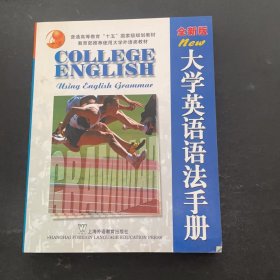 普通高等教育“十五”国家级规划教材
教育部推荐使用大学外语类教材
COLLEGE
ENGLISH
Using English Grammar
GRAMMAR
上海外语教育出版社
SHANGHAI FOREIGN LANGUAGE EDUCATION PRESS
全新版
New
大学英语语法手册